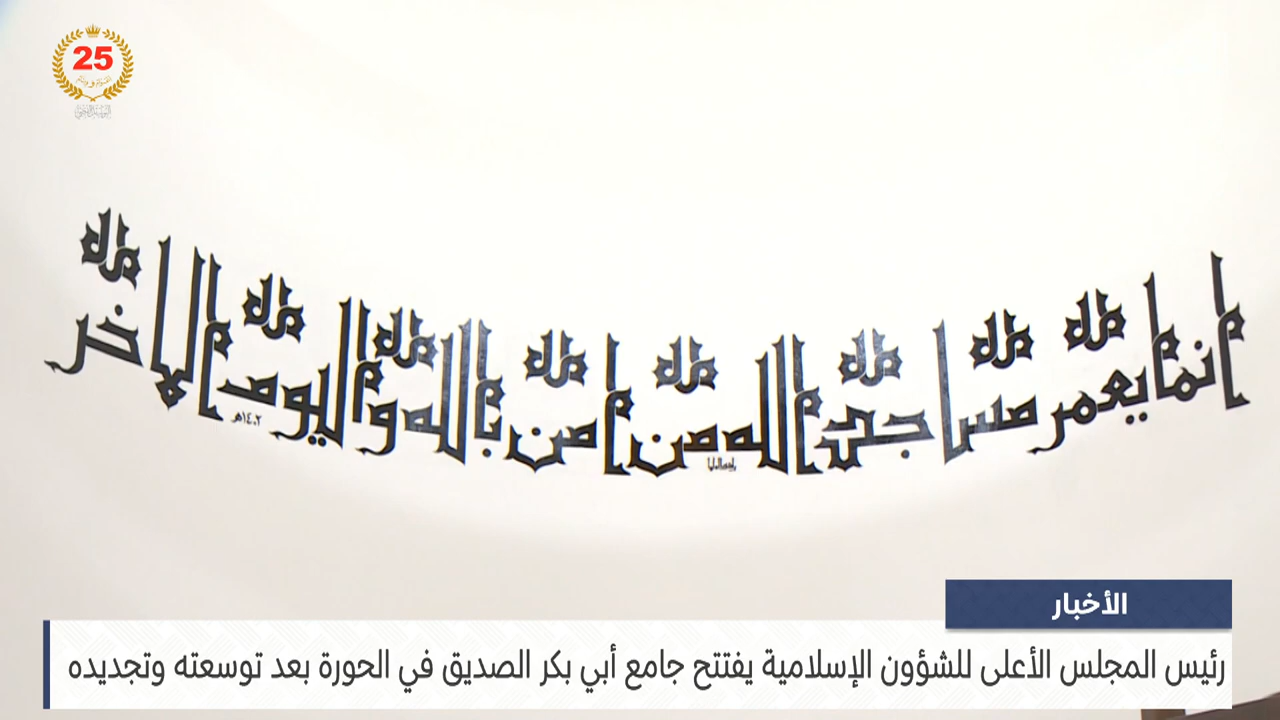 25
إنما يعمر مساجد الله من آمن بالله واليوم الآخر
١٤٠٢هـ
الأخبار
رئيس المجلس الأعلى للشؤون الإسلامية يفتتح جامع أبي بكر الصديق في الحورة بعد توسعته وتجديده